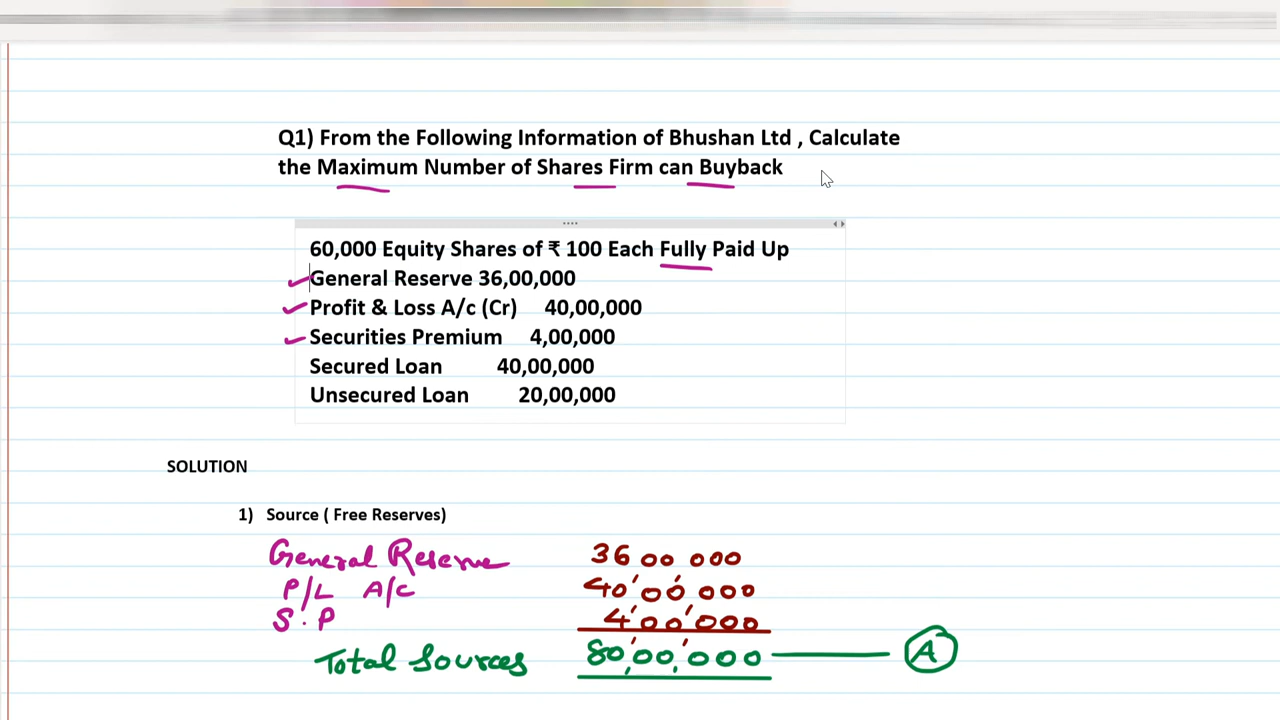 Q1) From the Following Information of Bhushan Ltd , Calculate
the Maximum Number of Shares Firm can Buyback
60,000 Equity Shares of ₹ 100 Each Fully Paid Up
General Reserve 36,00,000
Profit & Loss A/c (Cr) 40,00,000
Securities Premium 4,00,000
Secured Loan 40,00,000
Unsecured Loan 20,00,000
SOLUTION
1) Source ( Free Reserves)
General Reserve 36 00 000
P/L A/C 40'00'000
S.P 4'00'000
Total Sources 80,00,000 A